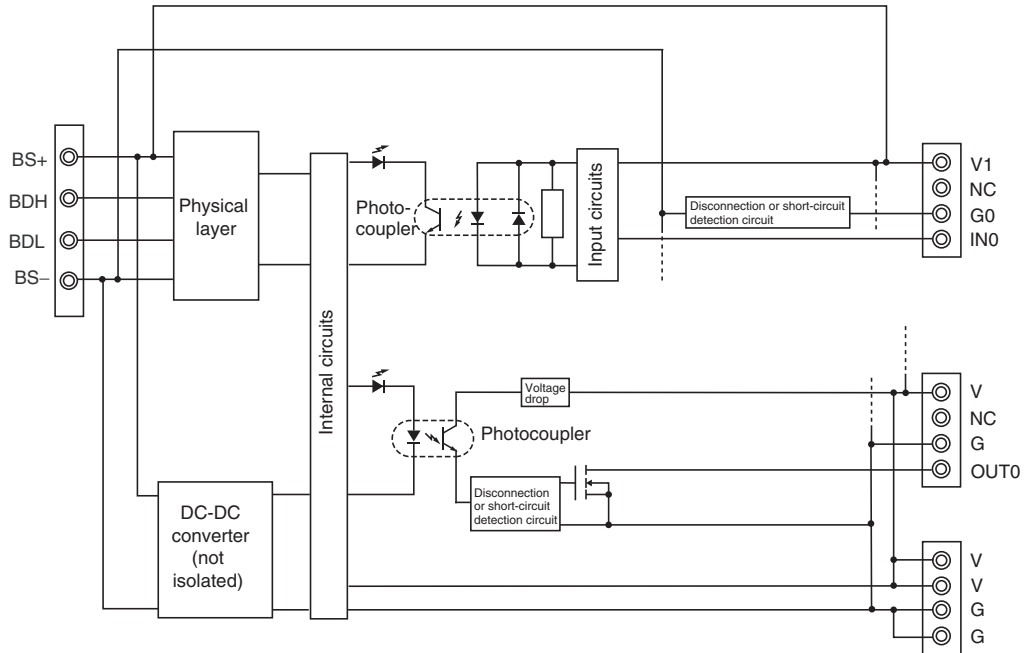 BS+
BDH
BDL
BS−
Physical
layer
Internal circuits
Photo-
coupler
Input circuits
Disconnection or short-circuit
detection circuit
V1
NC
G0
IN0
Voltage
drop
Photocoupler
Disconnection
or short-circuit
detection circuit
V
NC
G
OUT0
DC-DC
converter
(not
isolated)
V
V
G
G